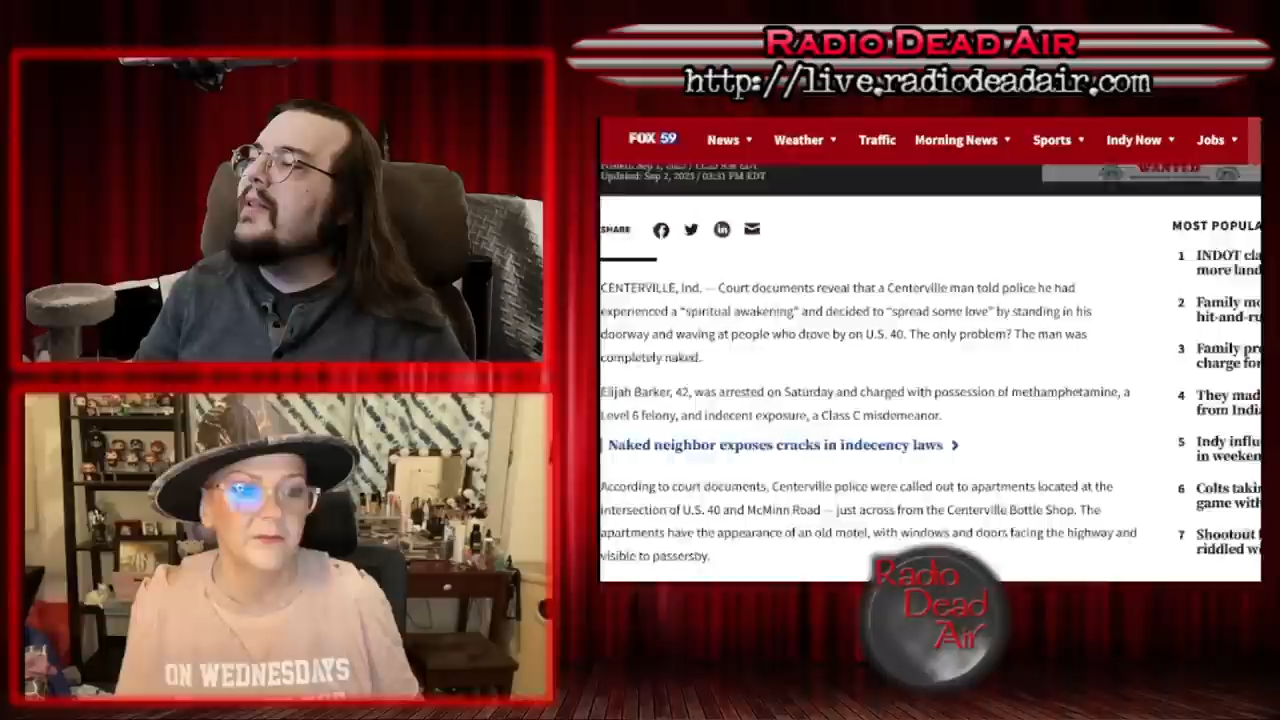 RADIO DEAD AIR
http://live.radiodeadair.com
FOX 59 News Weather Traffic Morning News Sports Indy Now Jobs
Updated: Sep 2, 2025 / 03:31 PM EDT
WANTED
SHARE
MOST POPULA
CENTERVILLE, Ind. — Court documents reveal that a Centerville man told police he had
experienced a "spiritual awakening" and decided to "spread some love" by standing in his
doorway and waving at people who drove by on U.S. 40. The only problem? The man was
completely naked.
Elijah Barker, 42, was arrested on Saturday and charged with possession of methamphetamine, a
Level 6 felony, and indecent exposure, a Class C misdemeanor.
Naked neighbor exposes cracks in indecency laws
According to court documents, Centerville police were called out to apartments located at the
intersection of U.S. 40 and McMinn Road — just across from the Centerville Bottle Shop. The
apartments have the appearance of an old motel, with windows and doors facing the highway and
visible to passersby.
1 INDOT cla
more land
2 Family mo
hit-and-ru
3 Family pre
charge for
4 They mad
from India
5 Indy influ
in weeken
6 Colts takin
game with
7 Shootout
riddled w
Radio
Dead
Air
ON WEDNESDAYS